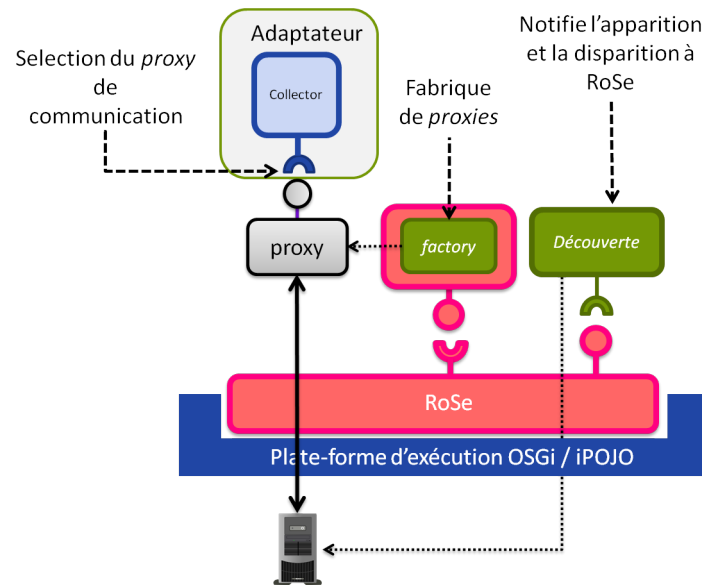 Selection du proxy
de
communication
Adaptateur
Collector
Fabrique
de proxies
Notifie l'apparition
et la disparition à
RoSe
proxy
factory
Découverte
RoSe
Plate-forme d'exécution OSGi / iPOJO